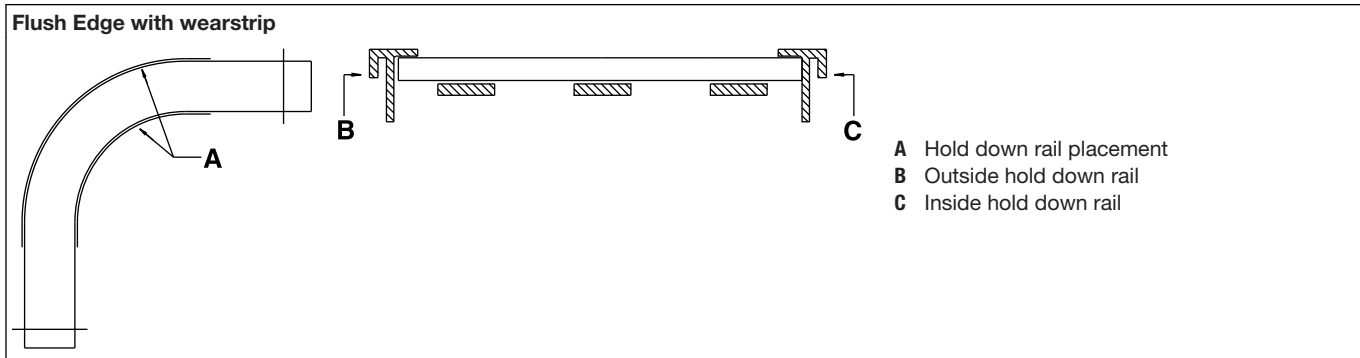 Flush Edge with wearstrip
A
B
C
A Hold down rail placement
B Outside hold down rail
C Inside hold down rail